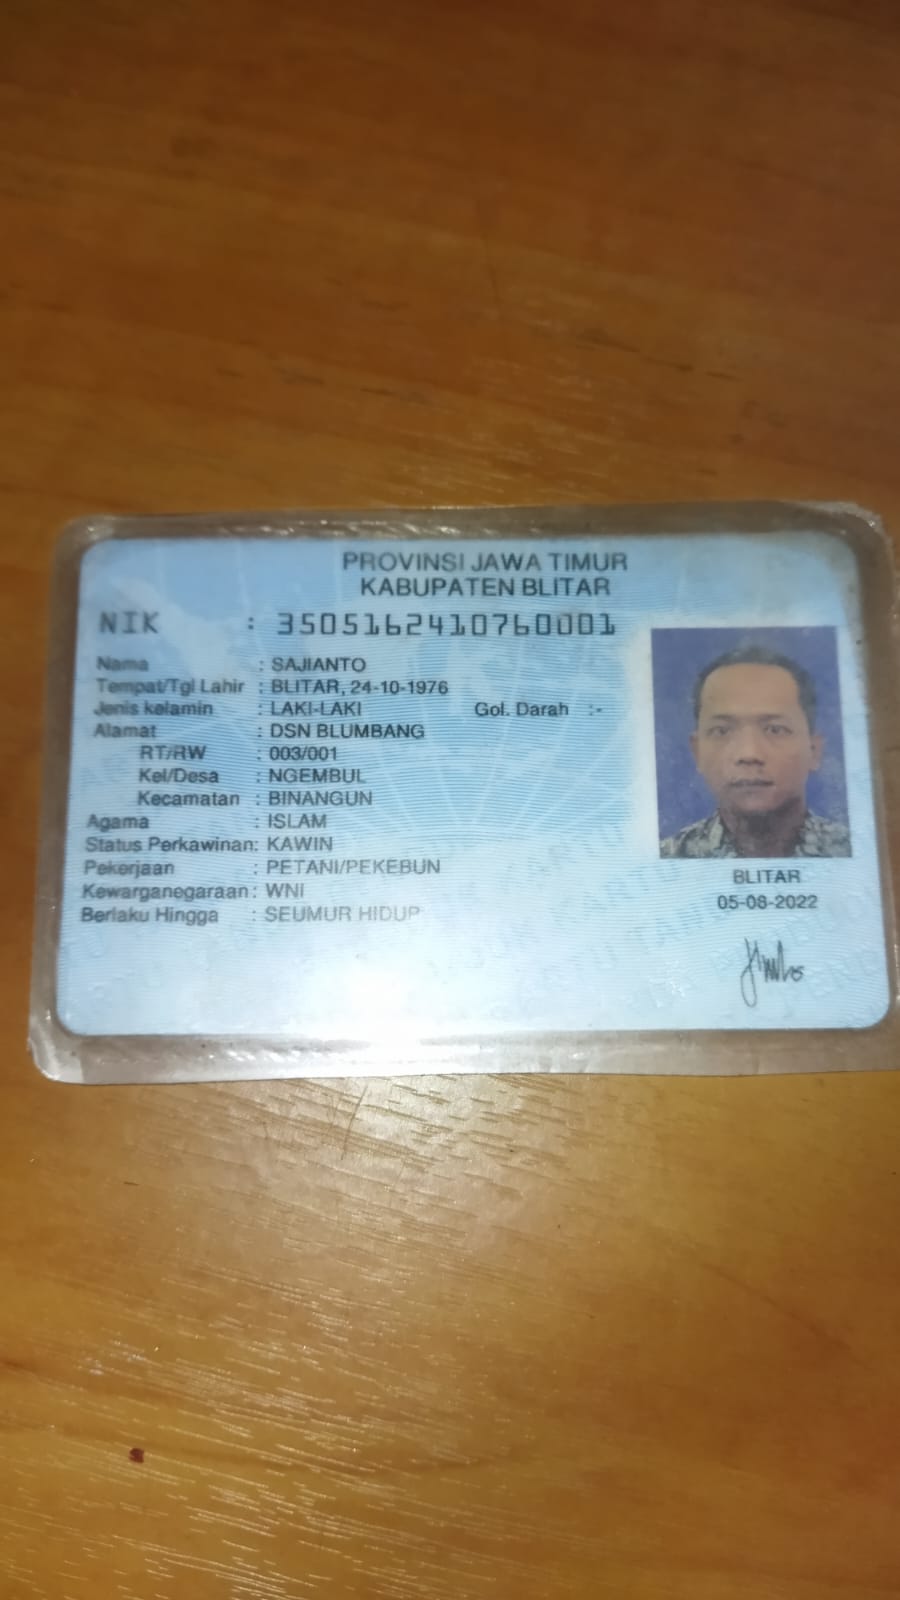 PROVINSI JAWA TIMUR
KABUPATEN BLITAR
NIK : 3505162410760001
Nama : SAJIANTO
Tempat/Tgl Lahir : BLITAR, 24-10-1976
Jenis kelamin : LAKI-LAKI Gol. Darah : -
Alamat : DSN BLUMBANG
RT/RW : 003/001
Kel/Desa : NGEMBUL
Kecamatan : BINANGUN
Agama : ISLAM
Status Perkawinan: KAWIN
Pekerjaan : PETANI/PEKEBUN
Kewarganegaraan: WNI
Berlaku Hingga : SEUMUR HIDUP
BLITAR
05-08-2022